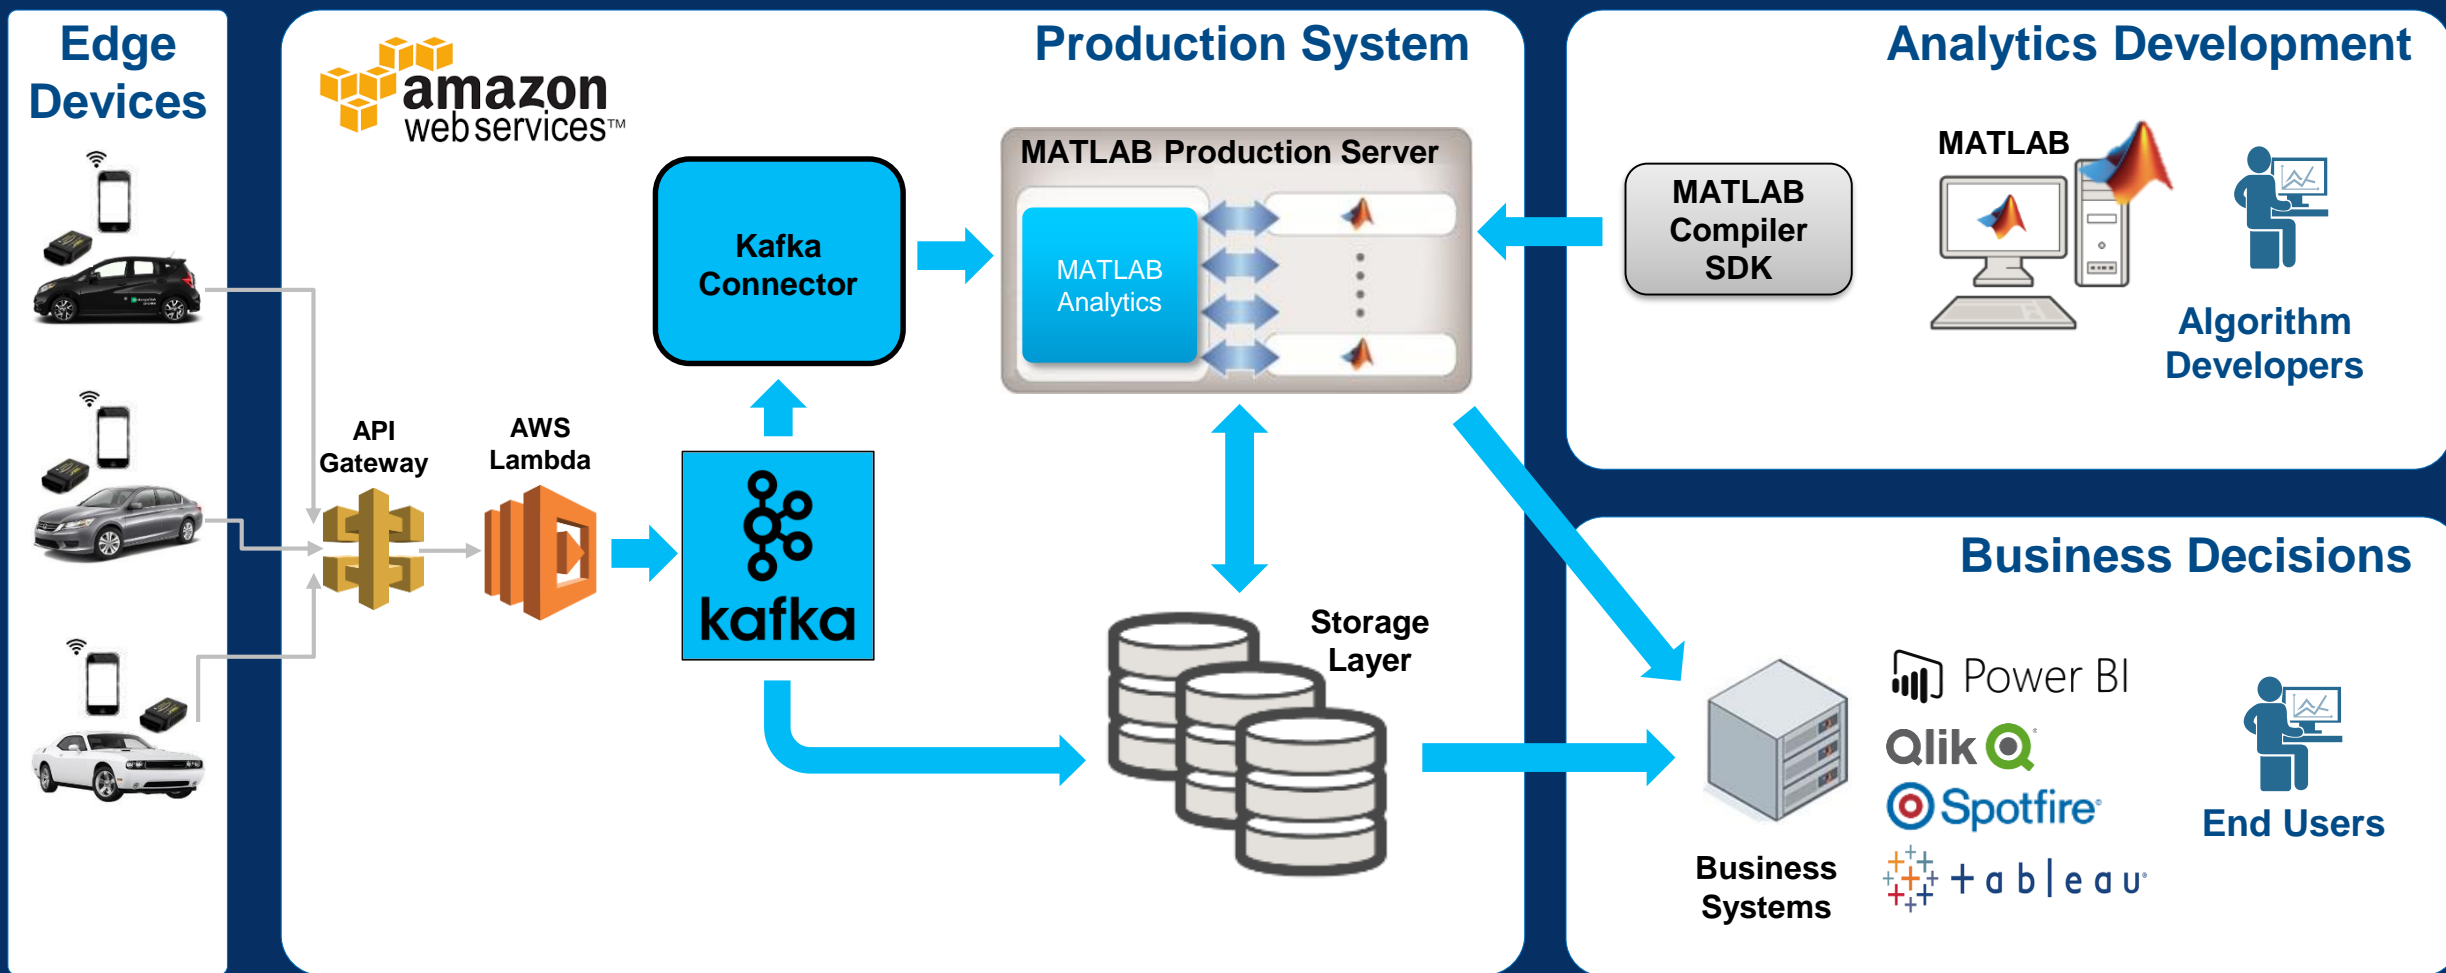 Edge
Devices
amazon
web services™
Production System
Analytics Development
MATLAB Production Server
MATLAB
Analytics
Kafka
Connector
MATLAB
Compiler
SDK
MATLAB
Algorithm
Developers
API
Gateway
AWS
Lambda
kafka
Storage
Layer
Business Decisions
Business
Systems
Power BI
Qlik
Spotfire®
tableau®
End Users